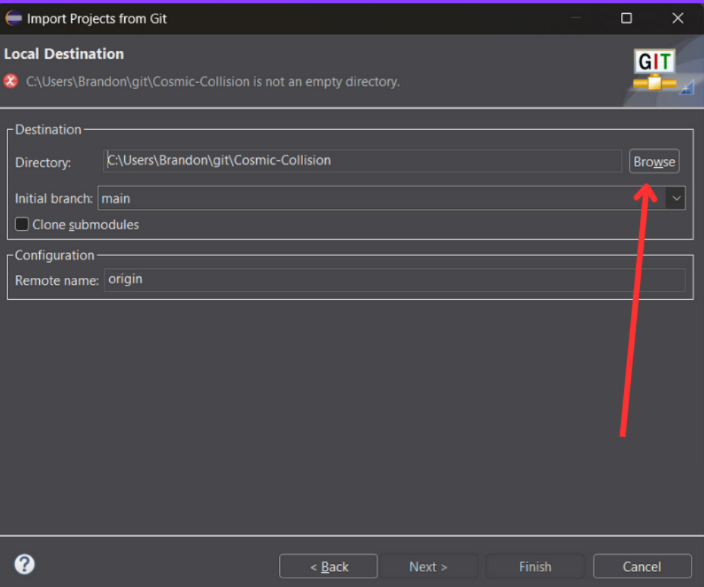 Import Projects from Git
Local Destination
GIT
C:\Users\Brandon\git\Cosmic-Collision is not an empty directory.
Destination
Directory: C:\Users\Brandon\git\Cosmic-Collision Browse
Initial branch: main
Clone submodules
Configuration
Remote name: origin
? < Back Next > Finish Cancel